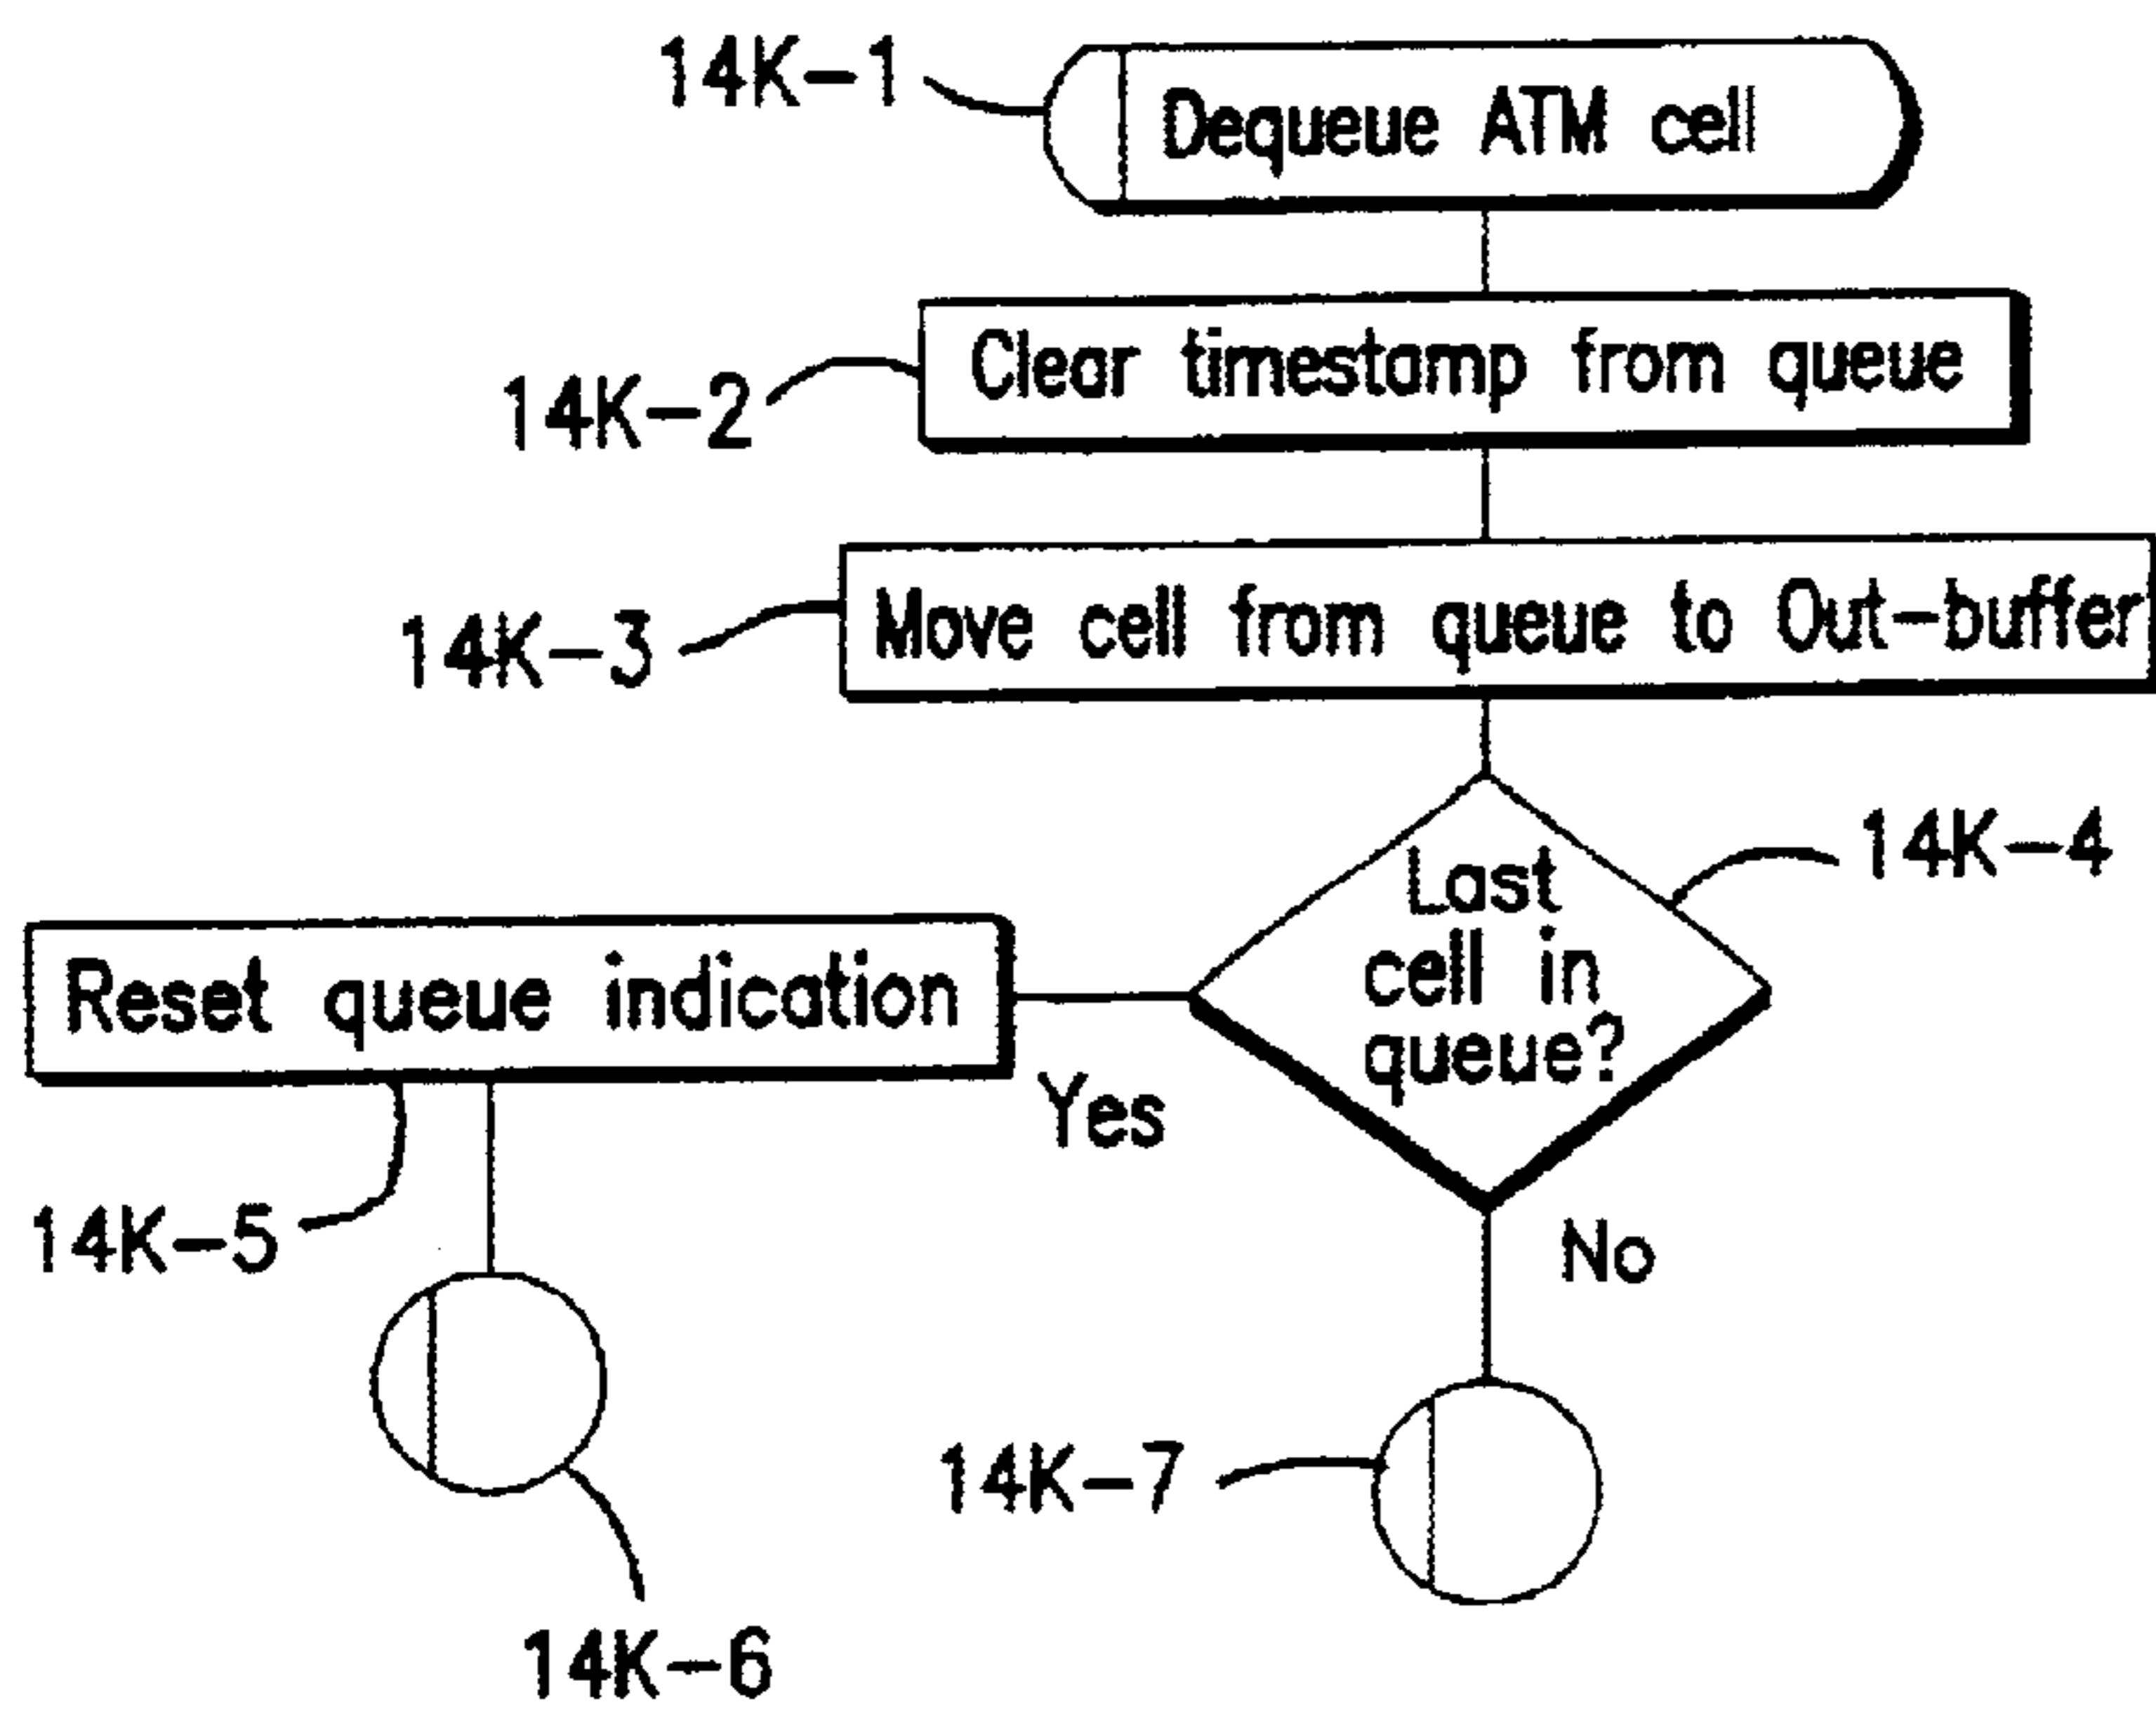 14K-1
Dequeue ATM cell
Clear timestamp from queue
14K-2
Move cell from queue to Out-buffer
14K-3
Last
cell in
queue?
14K-4
Reset queue indication
Yes
14K-5
No
14K-7
14K-6